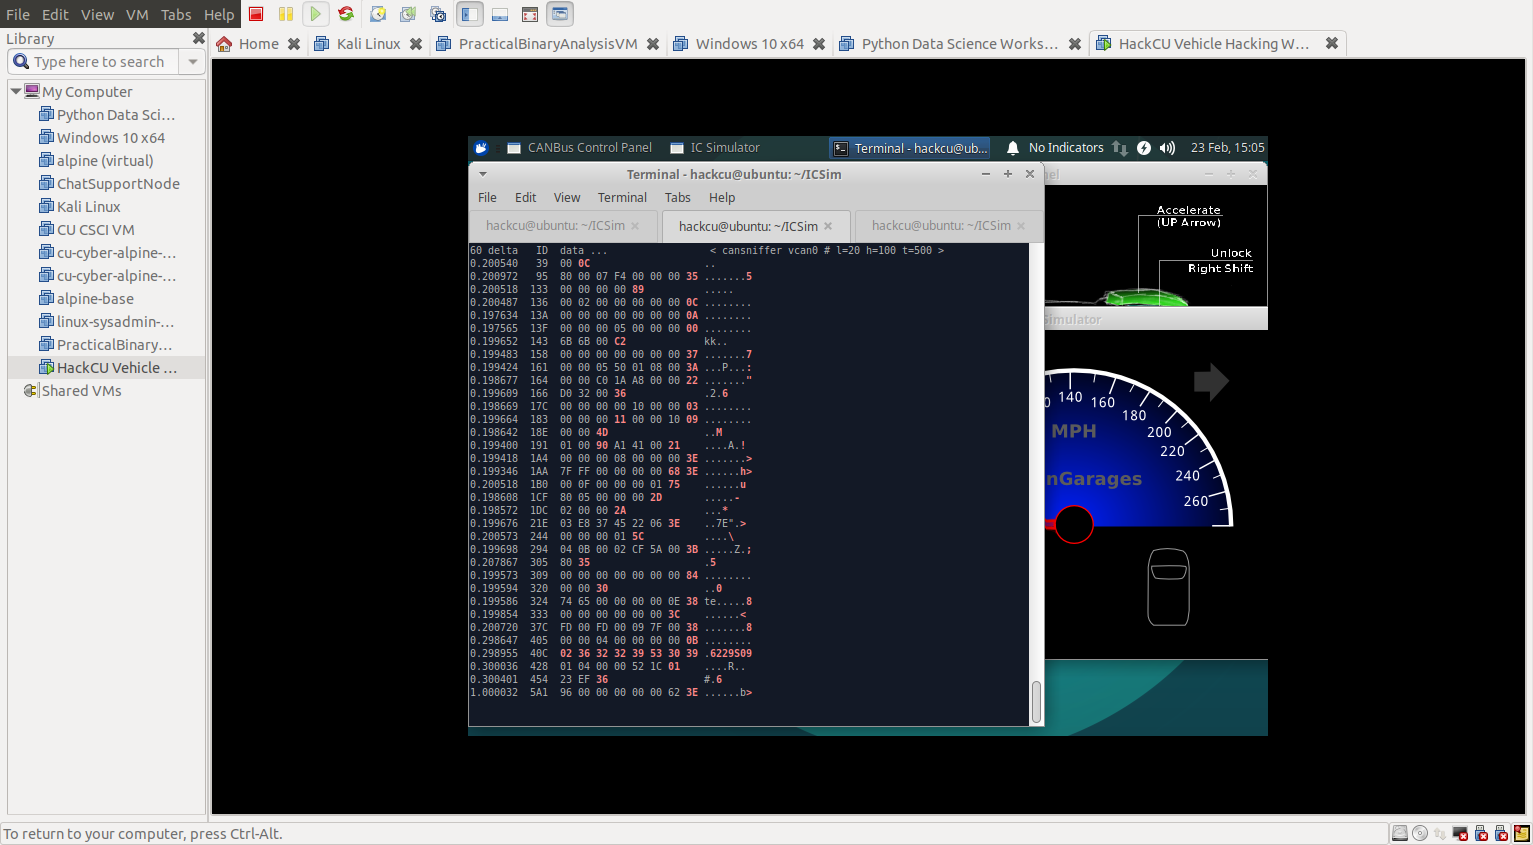 File Edit View VM Tabs Help
Library
Type here to search
My Computer
Python Data Sci...
Windows 10 x64
alpine (virtual)
ChatSupportNode
Kali Linux
CU CSCI VM
cu-cyber-alpine-...
cu-cyber-alpine-...
alpine-base
linux-sysadmin-...
PracticalBinary...
HackCU Vehicle ...
Shared VMs
Home Kali Linux PracticalBinaryAnalysisVM Windows 10 x64 Python Data Science Works... HackCU Vehicle Hacking W...
CANBus Control Panel IC Simulator Terminal - hackcu@ub... No Indicators 23 Feb, 15:05
Terminal - hackcu@ubuntu: ~/ICSim
File Edit View Terminal Tabs Help
hackcu@ubuntu: ~/ICSim hackcu@ubuntu: ~/ICSim hackcu@ubuntu: ~/ICSim
60 delta ID data ... < cansniffer vcan0 # l=20 h=100 t=500 >
0.200540 39 00 0C ..
0.200972 95 80 00 07 F4 00 00 00 35 .......5
0.200518 133 00 00 00 00 89 .....
0.200487 136 00 02 00 00 00 00 00 0C ........
0.197634 13A 00 00 00 00 00 00 00 0A ........
0.197565 13F 00 00 00 05 00 00 00 00 ........
0.199652 143 6B 6B 00 C2 kk..
0.199483 158 00 00 00 00 00 00 00 37 .......7
0.199424 161 00 00 05 50 01 08 00 3A ...P...:
0.198677 164 00 00 C0 1A A8 00 00 22 ......."
0.199609 166 D0 32 00 36 .2.6
0.198669 17C 00 00 00 00 10 00 00 03 ........
0.199664 183 00 00 00 11 00 00 10 09 ........
0.198642 18E 00 00 4D ..M
0.199400 191 01 00 90 A1 41 00 21 ....A.!
0.199418 1A4 00 00 00 08 00 00 00 3E .......>
0.199346 1AA 7F FF 00 00 00 00 68 3E ......h>
0.200518 1B0 00 0F 00 00 00 01 75 ......u
0.198608 1CF 80 05 00 00 00 2D .....-
0.198572 1DC 02 00 00 2A ...*
0.199676 21E 03 E8 37 45 22 06 3E ..7E".>
0.200573 244 00 00 00 01 5C ....\
0.199698 294 04 0B 00 02 CF 5A 00 3B .....Z.;
0.207867 305 80 35 .5
0.199573 309 00 00 00 00 00 00 00 84 ........
0.199594 320 00 00 30 ..0
0.199586 324 74 65 00 00 00 00 0E 38 te.....8
0.199854 333 00 00 00 00 00 00 3C ......<
0.200720 37C FD 00 FD 00 09 7F 00 38 .......8
0.298647 405 00 00 04 00 00 00 00 0B ........
0.298955 40C 02 36 32 32 39 53 30 39 .6229S09
0.300036 428 01 04 00 00 52 1C 01 ....R..
0.300401 454 23 EF 36 #.6
1.000032 5A1 96 00 00 00 00 00 62 3E ......b>
nel
Accelerate
(UP Arrow)
Unlock
Right Shift
Simulator
0 140 160 180 200 220 240 260
MPH
nGarages
To return to your computer, press Ctrl-Alt.